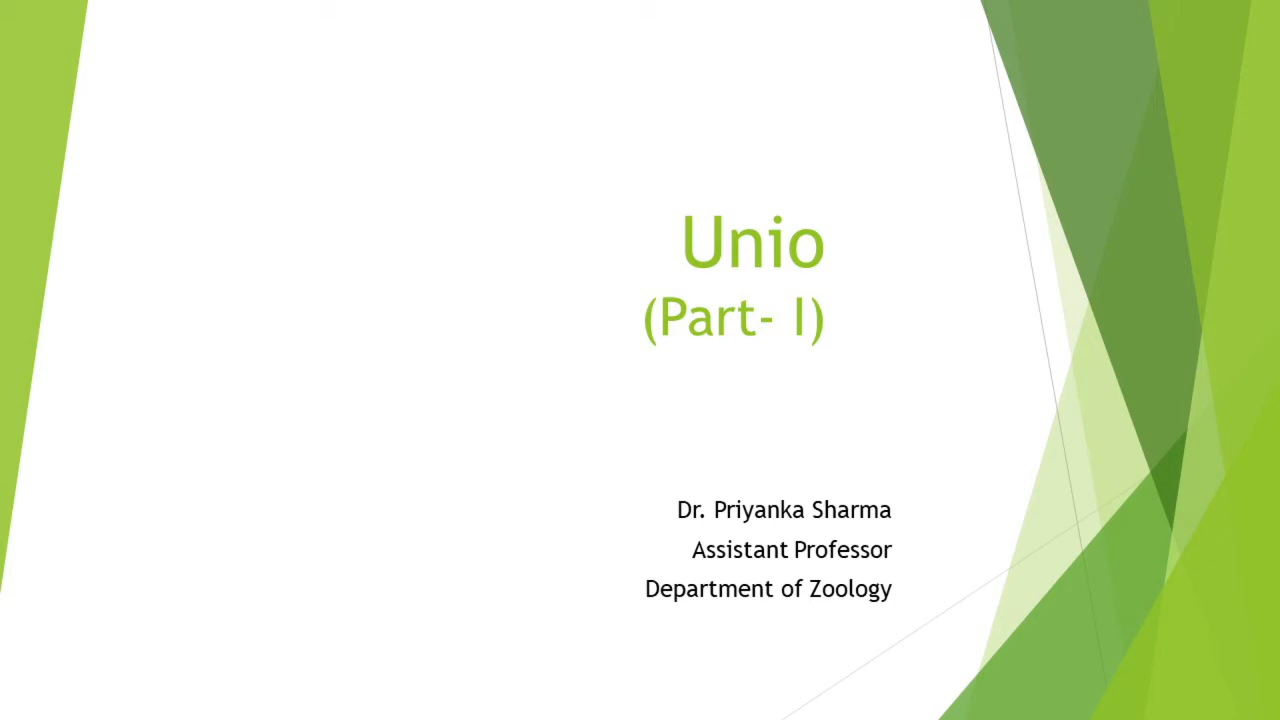 Unio
(Part- I)
Dr. Priyanka Sharma
Assistant Professor
Department of Zoology